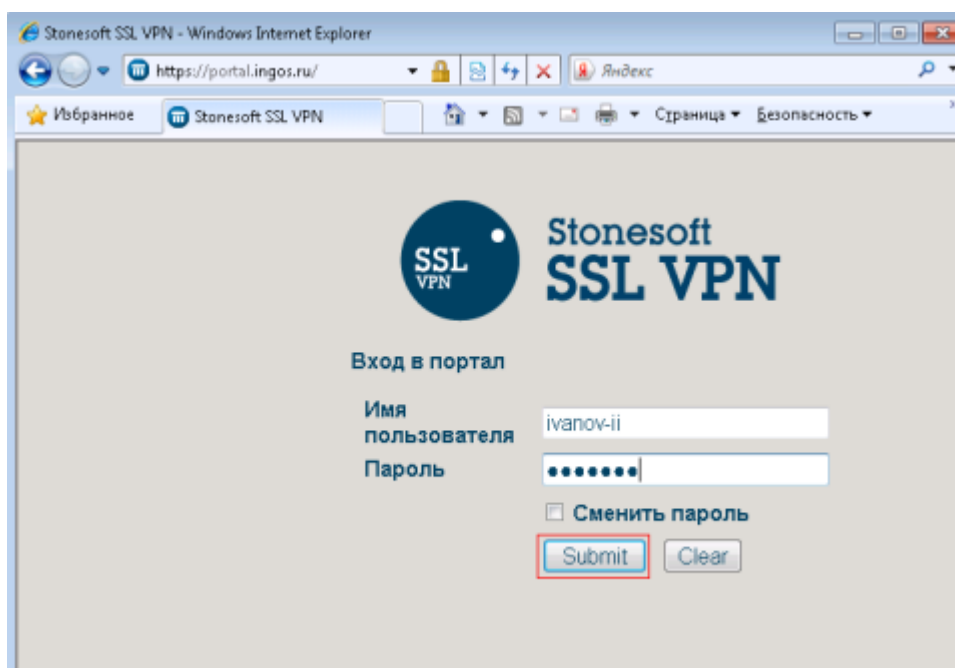 Stonesoft SSL VPN - Windows Internet Explorer
https://portal.ingos.ru/
Яндекс
Избранное
Stonesoft SSL VPN
Страница
Безопасность
»
SSL
VPN
Stonesoft
SSL VPN
Вход в портал
Имя
пользователя
ivanov-ii
Пароль
•••••••
Сменить пароль
Submit
Clear